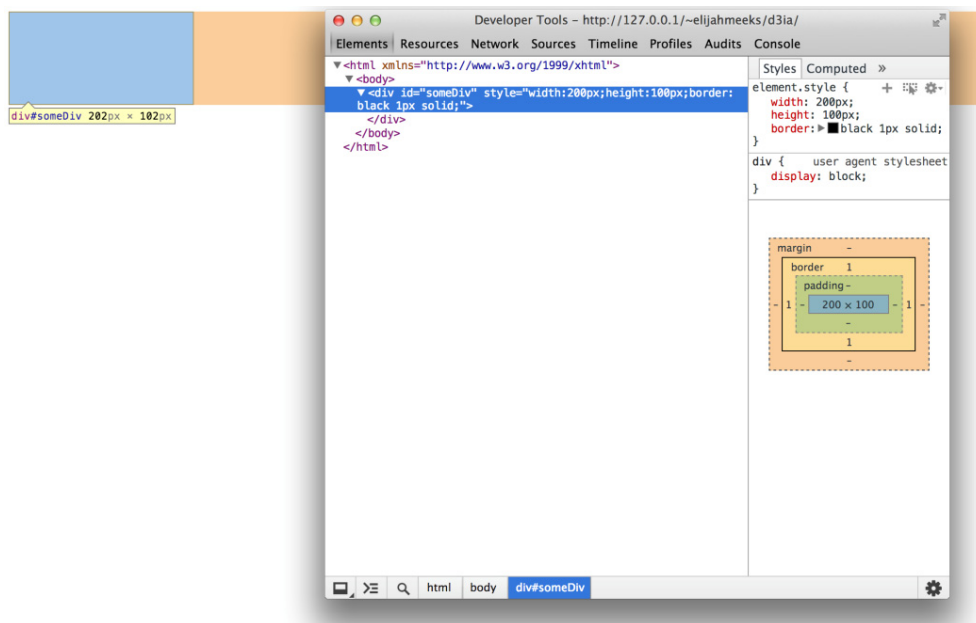 div#someDiv 202px × 102px
Developer Tools - http://127.0.0.1/~elijahmeeks/d3ia/
Elements Resources Network Sources Timeline Profiles Audits Console
▼<html xmlns="http://www.w3.org/1999/xhtml">
▼<body>
▼<div id="someDiv" style="width:200px;height:100px;border:
black 1px solid;">
</div>
</body>
</html>
Styles Computed »
element.style {
width: 200px;
height: 100px;
border:▶ black 1px solid;
}
div { user agent stylesheet
display: block;
}
margin -
border 1
padding -
- 1 - 200 × 100 - 1 -
-
1
-
html body div#someDiv